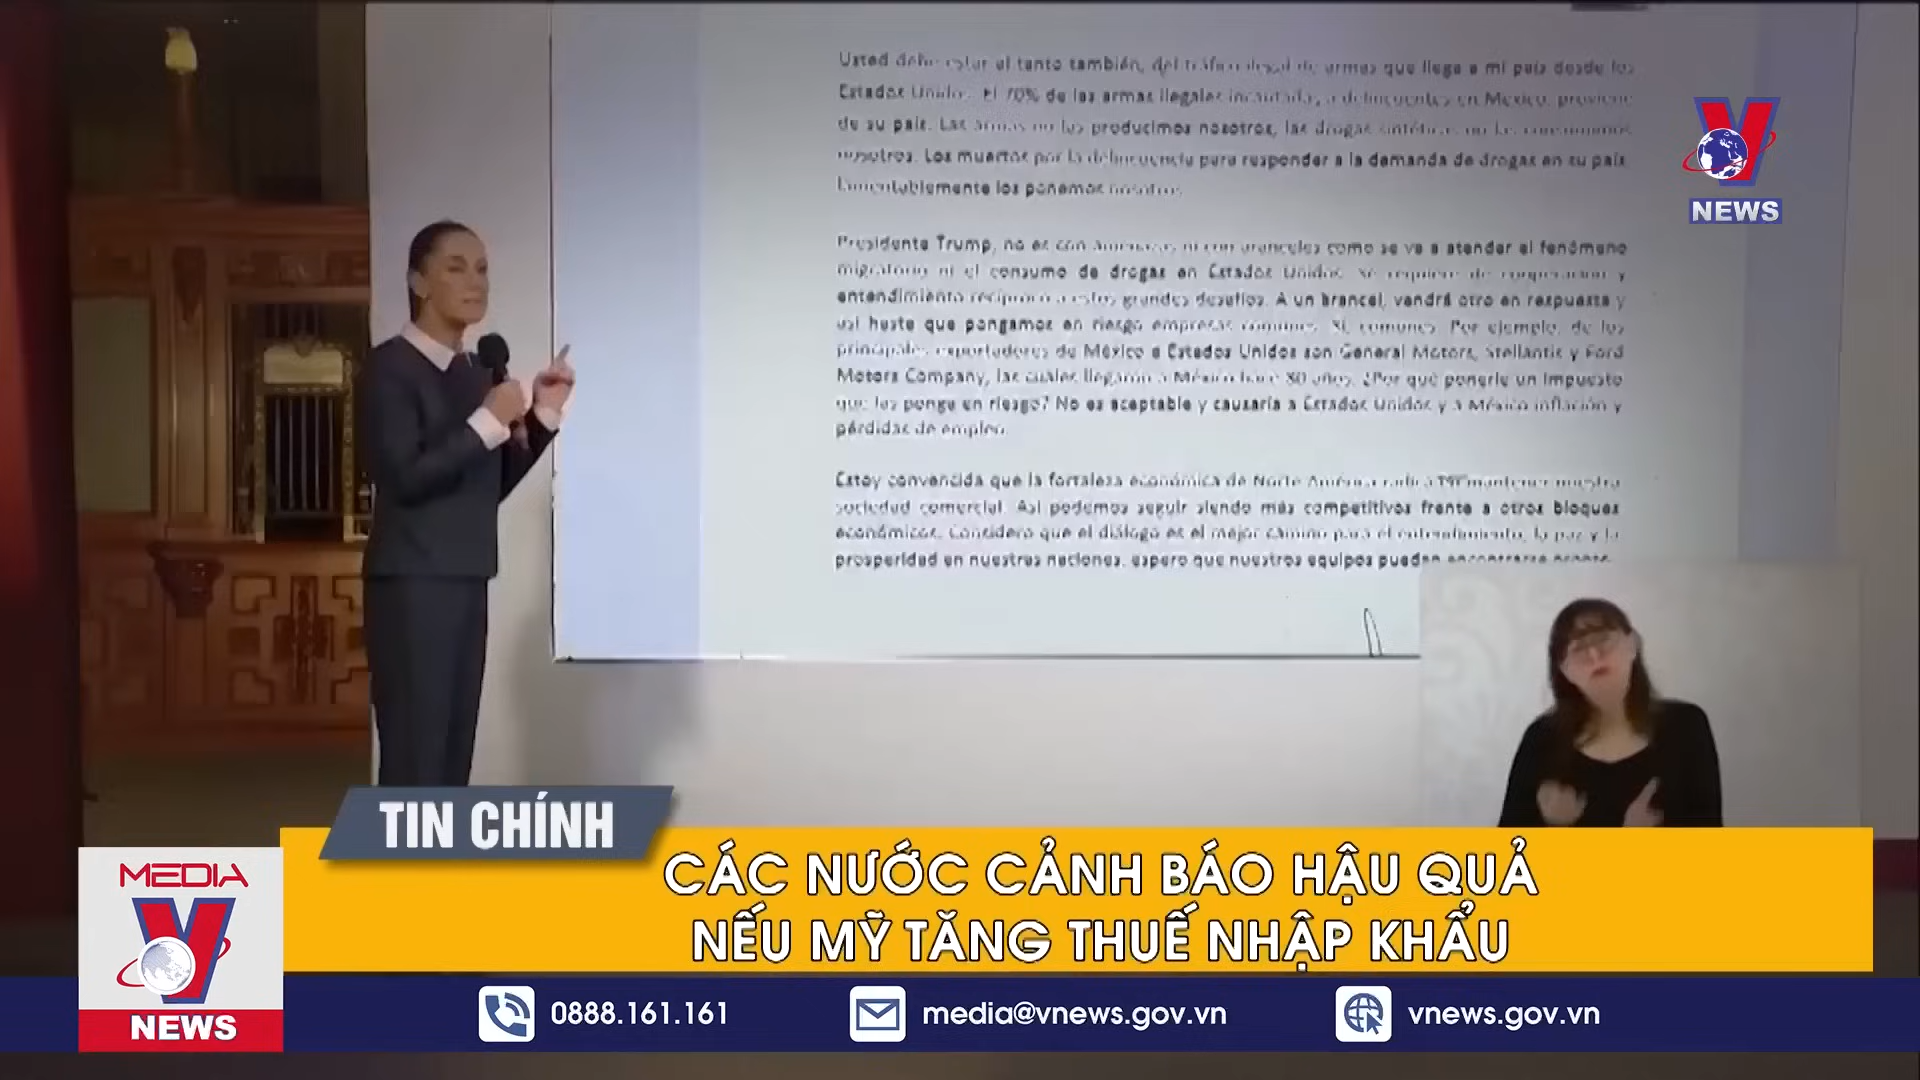 Usted debe estar al tanto también, del tráfico ilegal de armas que llega a mi país desde los
Estados Unidos. El 70% de las armas ilegales incautadas a delincuentes en México, proviene
de su país. Las armas no las producimos nosotros, las drogas sintéticas no las consumimos
nosotros. Los muertos por la delincuencia para responder a la demanda de drogas en su país,
lamentablemente los ponemos nosotros.
Presidente Trump, no es con amenazas ni con aranceles como se va a atender el fenómeno
migratorio ni el consumo de drogas en Estados Unidos. Se requiere de cooperación y
entendimiento recíproco a estos grandes desafíos. A un arancel, vendrá otro en respuesta y
así hasta que pongamos en riesgo empresas comunes. Sí, comunes. Por ejemplo, de los
principales exportadores de México a Estados Unidos son General Motors, Stellantis y Ford
Motors Company, las cuales llegaron a México hace 80 años. ¿Por qué ponerle un impuesto
que las ponga en riesgo? No es aceptable y causaría a Estados Unidos y a México inflación y
pérdidas de empleo.
Estoy convencida que la fortaleza económica de Norte América radica en mantener nuestra
sociedad comercial. Así podemos seguir siendo más competitivos frente a otros bloques
económicos. Considero que el diálogo es el mejor camino para el entendimiento, la paz y la
prosperidad en nuestras naciones, espero que nuestros equipos puedan encontrarse pronto.
NEWS
TIN CHÍNH
CÁC NƯỚC CẢNH BÁO HẬU QUẢ
NẾU MỸ TĂNG THUẾ NHẬP KHẨU
MEDIA
NEWS
0888.161.161
media@vnews.gov.vn
vnews.gov.vn